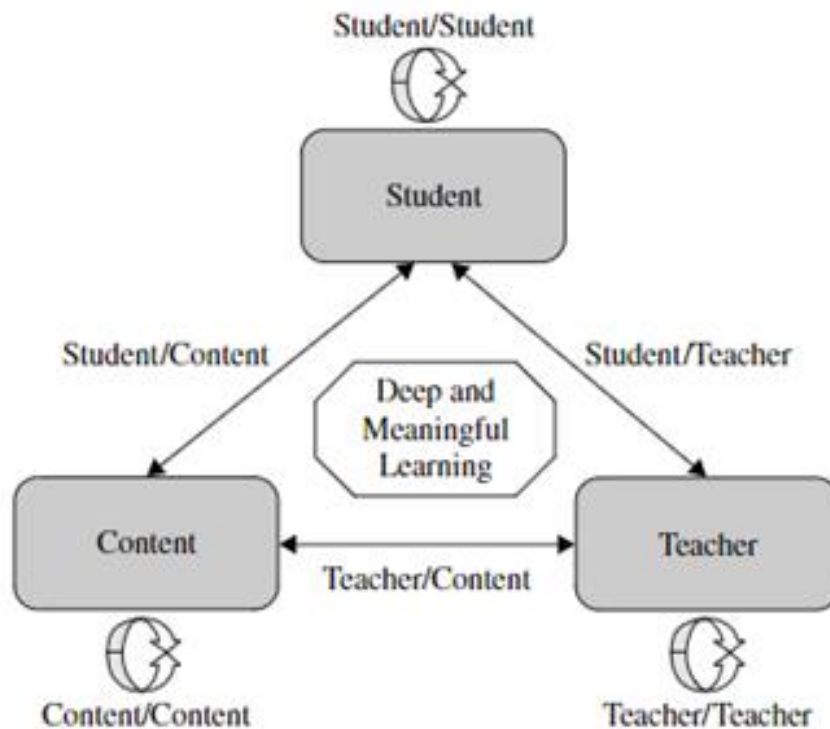 Student/Student
Student
Student/Content
Student/Teacher
Deep and
Meaningful
Learning
Content
Teacher
Teacher/Content
Content/Content
Teacher/Teacher